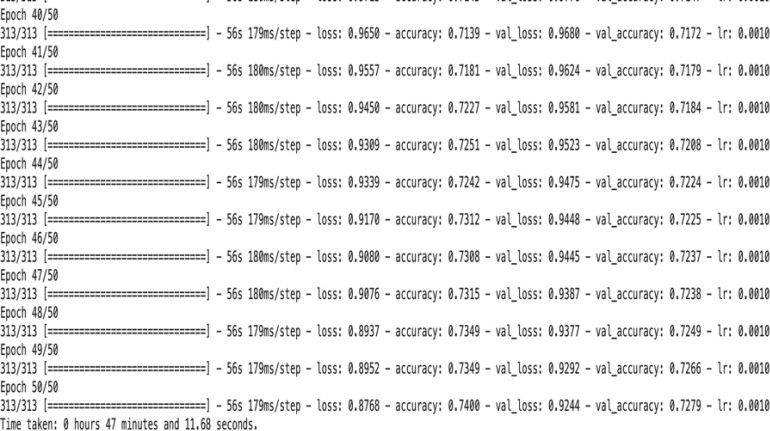 Epoch 40/50
313/313 [==============================] - 56s 179ms/step - loss: 0.9650 - accuracy: 0.7139 - val_loss: 0.9680 - val_accuracy: 0.7172 - lr: 0.0010
Epoch 41/50
313/313 [==============================] - 56s 180ms/step - loss: 0.9557 - accuracy: 0.7181 - val_loss: 0.9624 - val_accuracy: 0.7179 - lr: 0.0010
Epoch 42/50
313/313 [==============================] - 56s 180ms/step - loss: 0.9450 - accuracy: 0.7227 - val_loss: 0.9581 - val_accuracy: 0.7184 - lr: 0.0010
Epoch 43/50
313/313 [==============================] - 56s 180ms/step - loss: 0.9309 - accuracy: 0.7251 - val_loss: 0.9523 - val_accuracy: 0.7208 - lr: 0.0010
Epoch 44/50
313/313 [==============================] - 56s 179ms/step - loss: 0.9339 - accuracy: 0.7242 - val_loss: 0.9475 - val_accuracy: 0.7224 - lr: 0.0010
Epoch 45/50
313/313 [==============================] - 56s 179ms/step - loss: 0.9170 - accuracy: 0.7312 - val_loss: 0.9448 - val_accuracy: 0.7225 - lr: 0.0010
Epoch 46/50
313/313 [==============================] - 56s 180ms/step - loss: 0.9080 - accuracy: 0.7308 - val_loss: 0.9445 - val_accuracy: 0.7237 - lr: 0.0010
Epoch 47/50
313/313 [==============================] - 56s 180ms/step - loss: 0.9076 - accuracy: 0.7315 - val_loss: 0.9387 - val_accuracy: 0.7238 - lr: 0.0010
Epoch 48/50
313/313 [==============================] - 56s 179ms/step - loss: 0.8937 - accuracy: 0.7349 - val_loss: 0.9377 - val_accuracy: 0.7249 - lr: 0.0010
Epoch 49/50
313/313 [==============================] - 56s 179ms/step - loss: 0.8952 - accuracy: 0.7349 - val_loss: 0.9292 - val_accuracy: 0.7266 - lr: 0.0010
Epoch 50/50
313/313 [==============================] - 56s 179ms/step - loss: 0.8768 - accuracy: 0.7400 - val_loss: 0.9244 - val_accuracy: 0.7279 - lr: 0.0010
Time taken: 0 hours 47 minutes and 11.68 seconds.